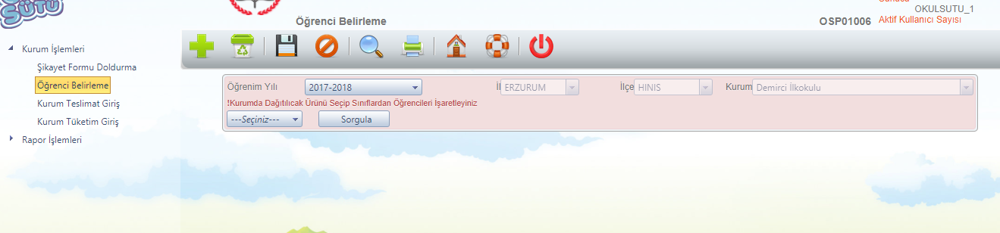 SÜTÜ
OKULSUTU_1
Öğrenci Belirleme
OSP01006 Aktif Kullanıcı Sayısı
Kurum İşlemleri
Şikayet Formu Doldurma
Öğrenci Belirleme
Kurum Teslimat Giriş
Kurum Tüketim Giriş
Rapor İşlemleri
Öğrenim Yılı 2017-2018 İl ERZURUM İlçe HINIS Kurum Demirci İlkokulu
!Kurumda Dağıtılıcak Ürünü Seçip Sınıflardan Öğrencileri İşaretleyiniz
---Seçiniz--- Sorgula